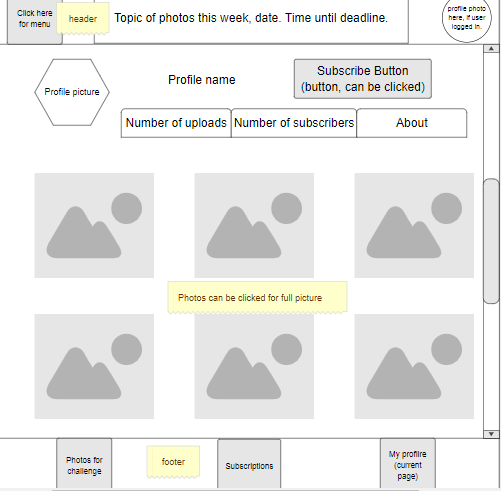 Click here
for menu
header
Topic of photos this week, date. Time until deadline.
profile photo
here, if user
logged in.
Profile picture
Profile name
Subscribe Button
(button, can be clicked)
Number of uploads
Number of subscribers
About
Photos can be clicked for full picture
Photos for
challenge
footer
Subscriptions
My profilre
(current
page)